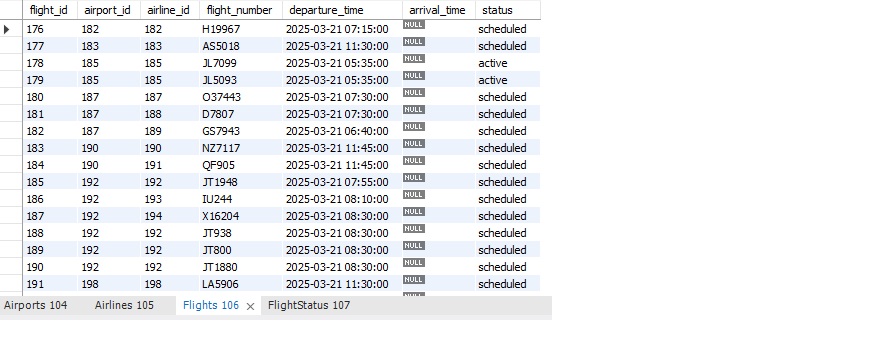 flight_id airport_id airline_id flight_number departure_time arrival_time status
176 182 182 H19967 2025-03-21 07:15:00 NULL scheduled
177 183 183 AS5018 2025-03-21 11:30:00 NULL scheduled
178 185 185 JL7099 2025-03-21 05:35:00 NULL active
179 185 185 JL5093 2025-03-21 05:35:00 NULL active
180 187 187 O37443 2025-03-21 07:30:00 NULL scheduled
181 187 188 D7807 2025-03-21 07:30:00 NULL scheduled
182 187 189 GS7943 2025-03-21 06:40:00 NULL scheduled
183 190 190 NZ7117 2025-03-21 11:45:00 NULL scheduled
184 190 191 QF905 2025-03-21 11:45:00 NULL scheduled
185 192 192 JT1948 2025-03-21 07:55:00 NULL scheduled
186 192 193 IU244 2025-03-21 08:10:00 NULL scheduled
187 192 194 X16204 2025-03-21 08:30:00 NULL scheduled
188 192 192 JT938 2025-03-21 08:30:00 NULL scheduled
189 192 192 JT800 2025-03-21 08:30:00 NULL scheduled
190 192 192 JT1880 2025-03-21 08:30:00 NULL scheduled
191 198 198 LA5906 2025-03-21 11:30:00 NULL scheduled
Airports 104 Airlines 105 Flights 106 FlightStatus 107